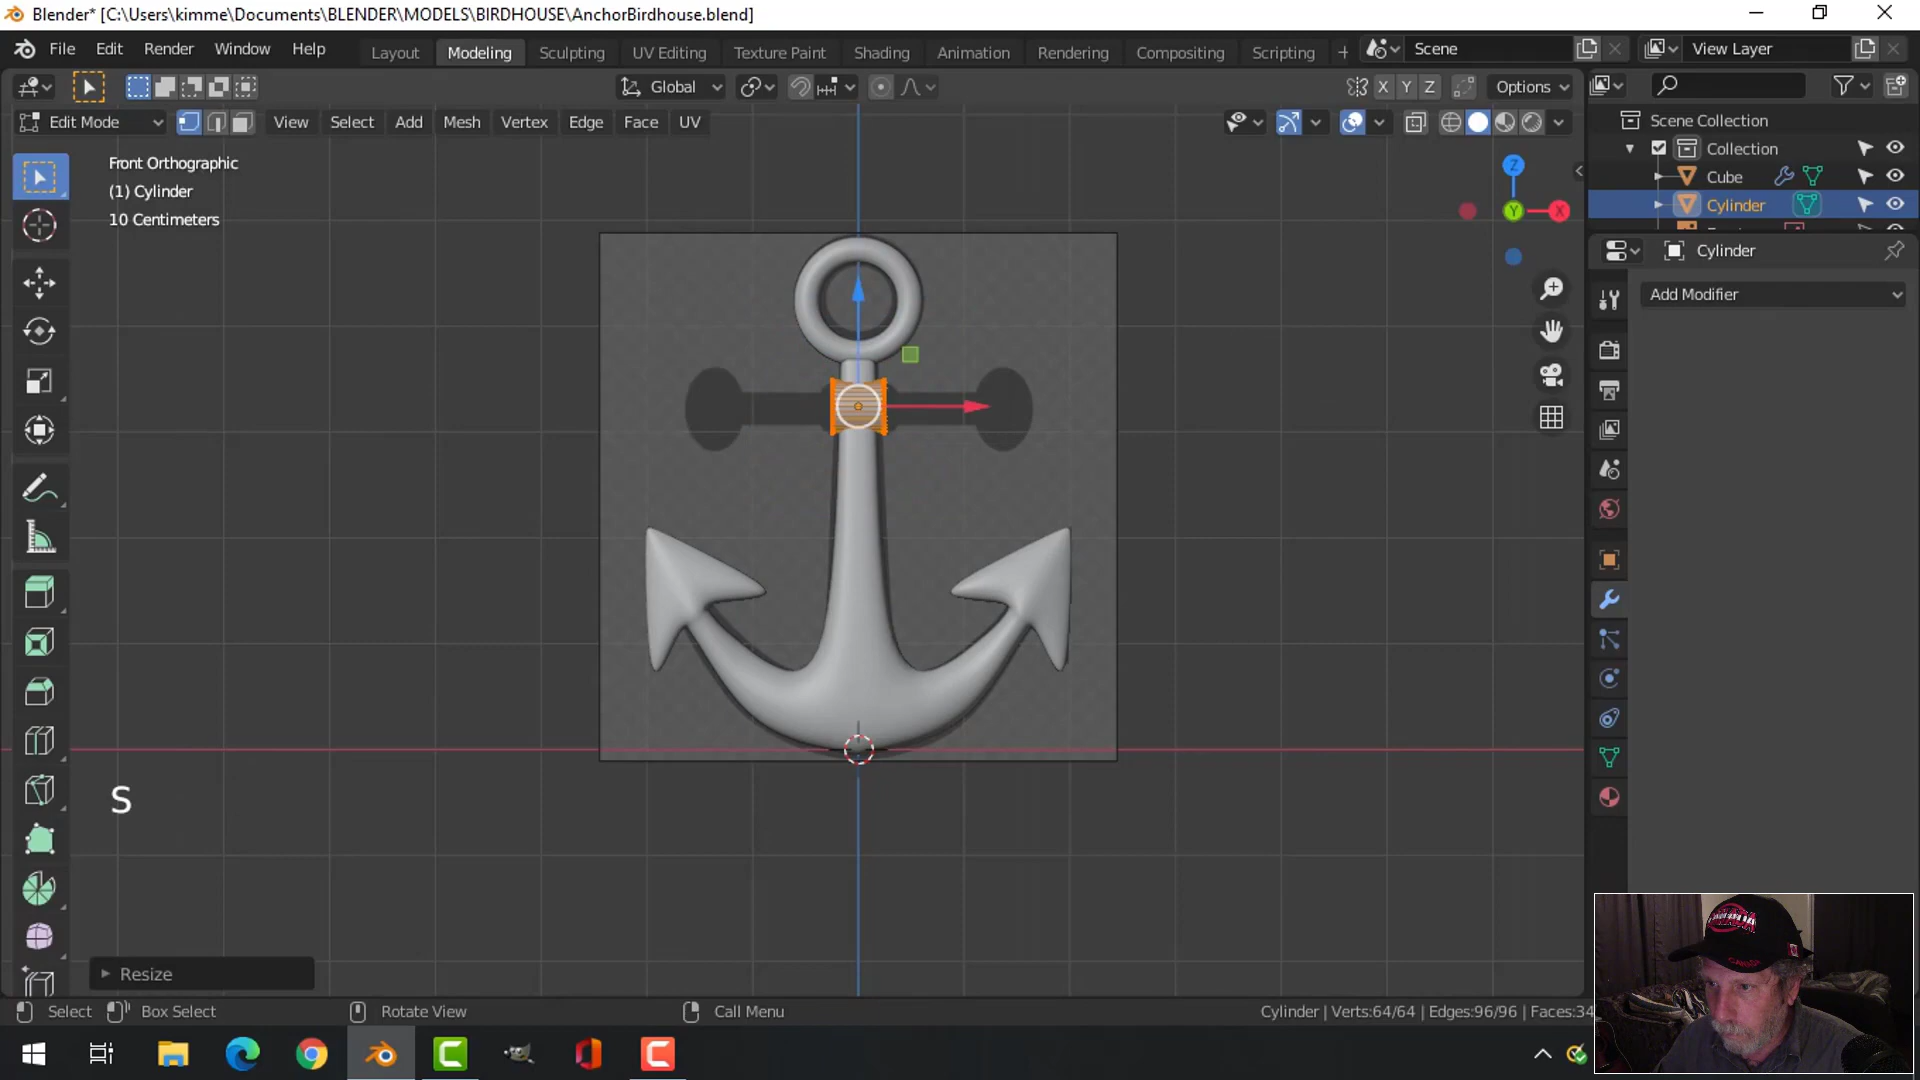 Blender* [C:\Users\kimme\Documents\BLENDER\MODELS\BIRDHOUSE\AnchorBirdhouse.blend]
File Edit Render Window Help Layout Modeling Sculpting UV Editing Texture Paint Shading Animation Rendering Compositing Scripting + Scene View Layer
Global X Y Z Options
Edit Mode View Select Add Mesh Vertex Edge Face UV
Scene Collection
Collection
Cube
Cylinder
Front Orthographic
(1) Cylinder
10 Centimeters
Z
Y
X
Cylinder
Add Modifier
S
Resize
Select Box Select Rotate View Call Menu Cylinder | Verts:64/64 | Edges:96/96 | Faces:34